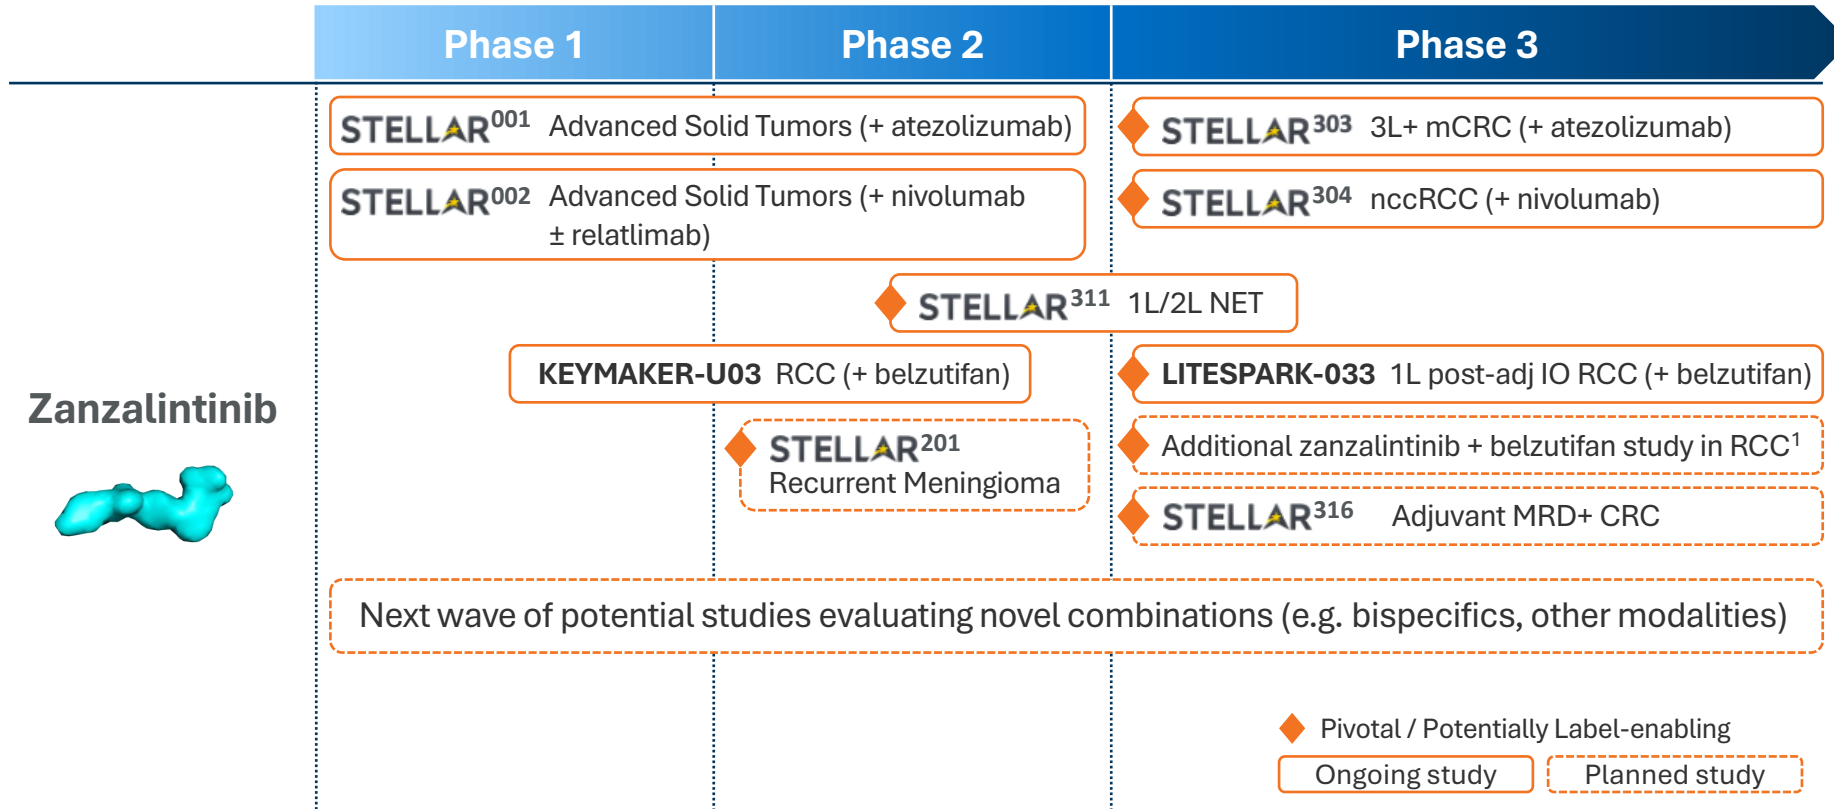 Phase 1
Phase 2
Phase 3
STELLAR001 Advanced Solid Tumors (+ atezolizumab)
STELLAR303 3L+ mCRC (+ atezolizumab)
STELLAR002 Advanced Solid Tumors (+ nivolumab
± relatlimab)
STELLAR304 nccRCC (+ nivolumab)
STELLAR311 1L/2L NET
KEYMAKER-U03 RCC (+ belzutifan)
LITESPARK-033 1L post-adj IO RCC (+ belzutifan)
Zanzalintinib
STELLAR201
Recurrent Meningioma
Additional zanzalintinib + belzutifan study in RCC1
STELLAR316 Adjuvant MRD+ CRC
Next wave of potential studies evaluating novel combinations (e.g. bispecifics, other modalities)
Pivotal / Potentially Label-enabling
Ongoing study
Planned study